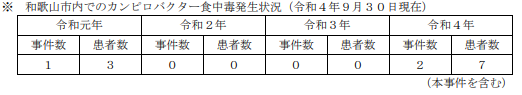 ※　和歌山市内でのカンピロバクター食中毒発生状況（令和４年９月３０日現在）
令和元年　令和２年　令和３年　令和４年
事件数　患者数　事件数　患者数　事件数　患者数　事件数　患者数
１　３　０　０　０　０　２　７
（本事件を含む）